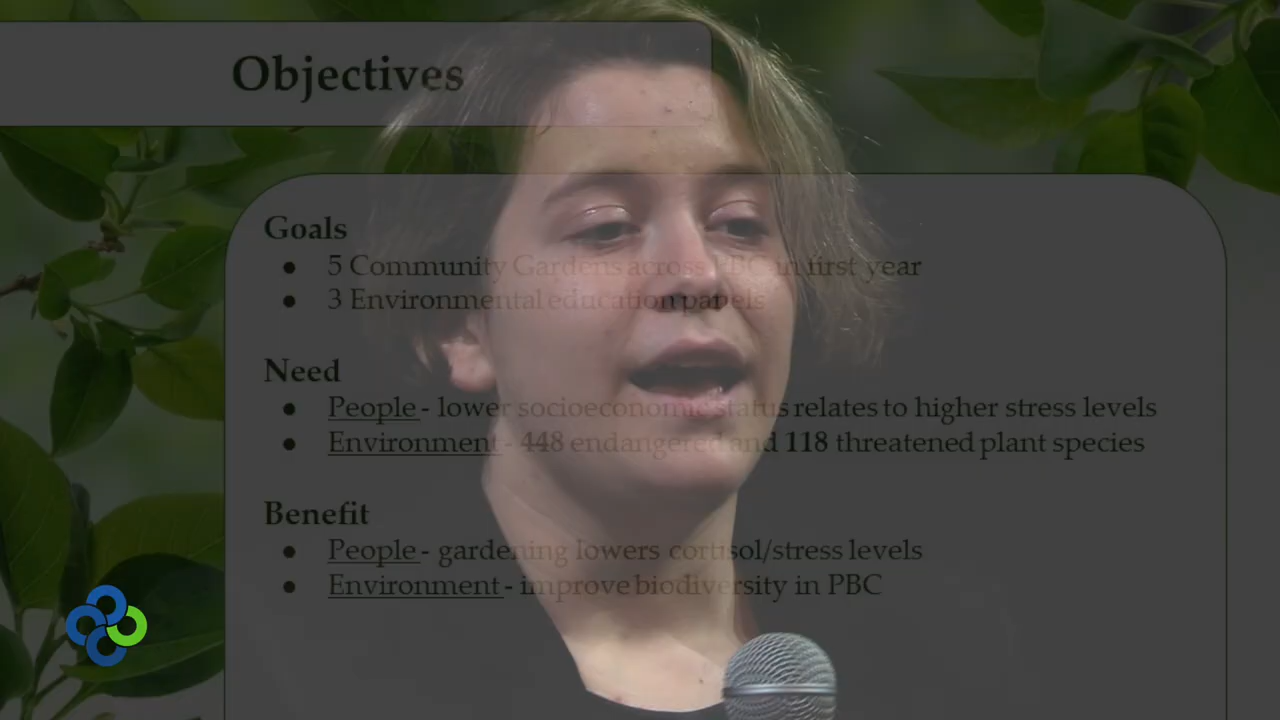 Objectives
Goals
● 5 Community Gardens across PBC in first year
● 3 Environmental education panels
Need
● People - lower socioeconomic status relates to higher stress levels
● Environment - 448 endangered and 118 threatened plant species
Benefit
● People - gardening lowers cortisol/stress levels
● Environment - improve biodiversity in PBC